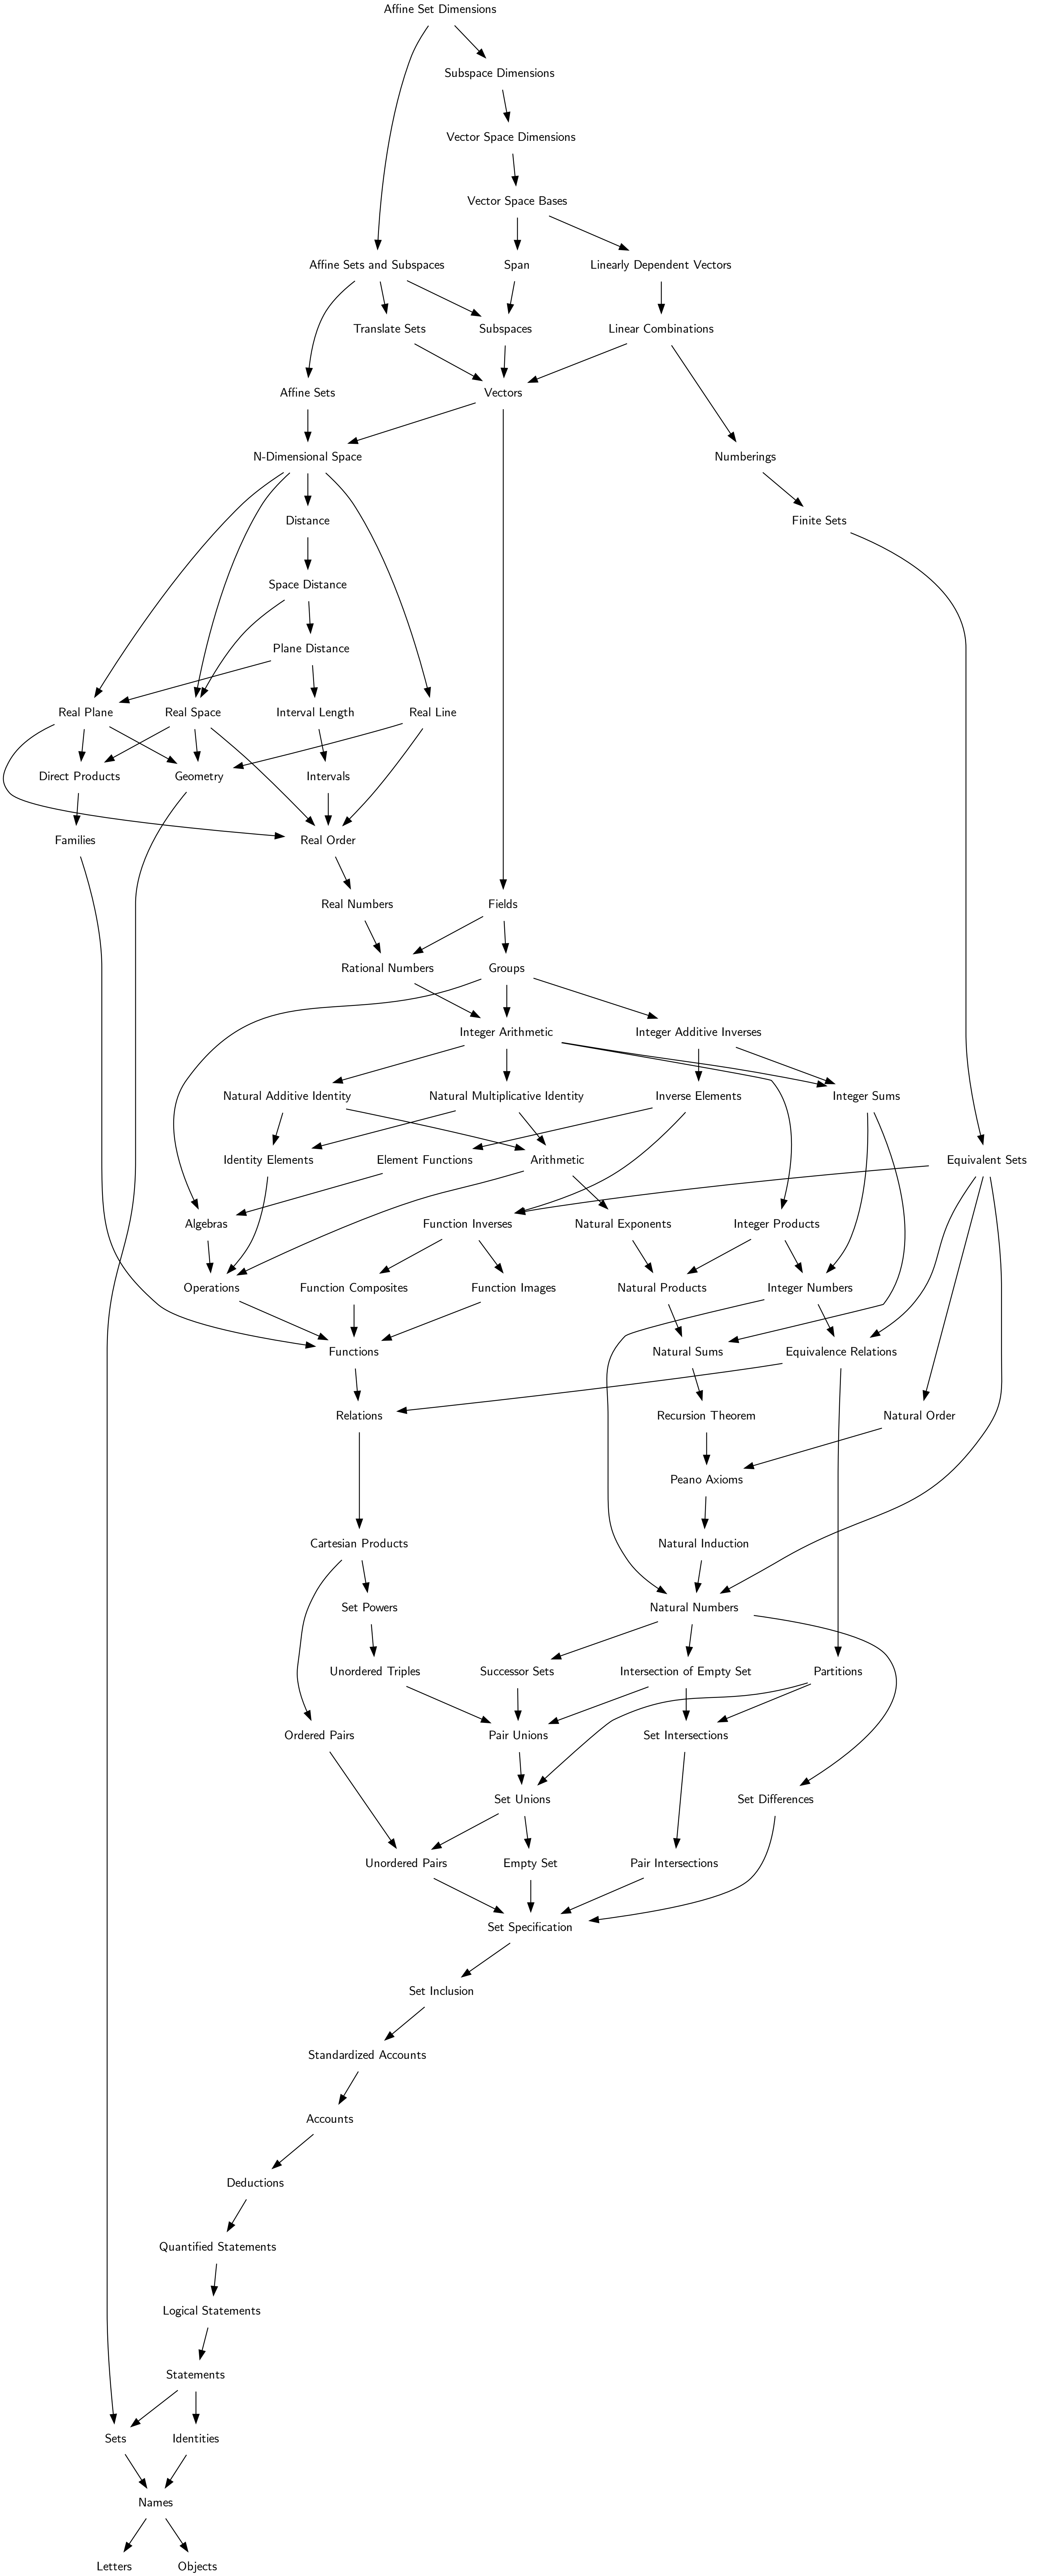 Affine Set Dimensions
Subspace Dimensions
Vector Space Dimensions
Vector Space Bases
Affine Sets and Subspaces
Span
Linearly Dependent Vectors
Translate Sets
Subspaces
Linear Combinations
Affine Sets
Vectors
N-Dimensional Space
Numberings
Distance
Finite Sets
Space Distance
Plane Distance
Real Plane
Real Space
Interval Length
Real Line
Direct Products
Geometry
Intervals
Families
Real Order
Real Numbers
Fields
Rational Numbers
Groups
Integer Arithmetic
Integer Additive Inverses
Natural Additive Identity
Natural Multiplicative Identity
Inverse Elements
Integer Sums
Identity Elements
Element Functions
Arithmetic
Equivalent Sets
Algebras
Function Inverses
Natural Exponents
Integer Products
Operations
Function Composites
Function Images
Natural Products
Integer Numbers
Functions
Natural Sums
Equivalence Relations
Relations
Recursion Theorem
Natural Order
Peano Axioms
Cartesian Products
Natural Induction
Set Powers
Natural Numbers
Unordered Triples
Successor Sets
Intersection of Empty Set
Partitions
Ordered Pairs
Pair Unions
Set Intersections
Set Unions
Set Differences
Unordered Pairs
Empty Set
Pair Intersections
Set Specification
Set Inclusion
Standardized Accounts
Accounts
Deductions
Quantified Statements
Logical Statements
Statements
Sets
Identities
Names
Letters
Objects